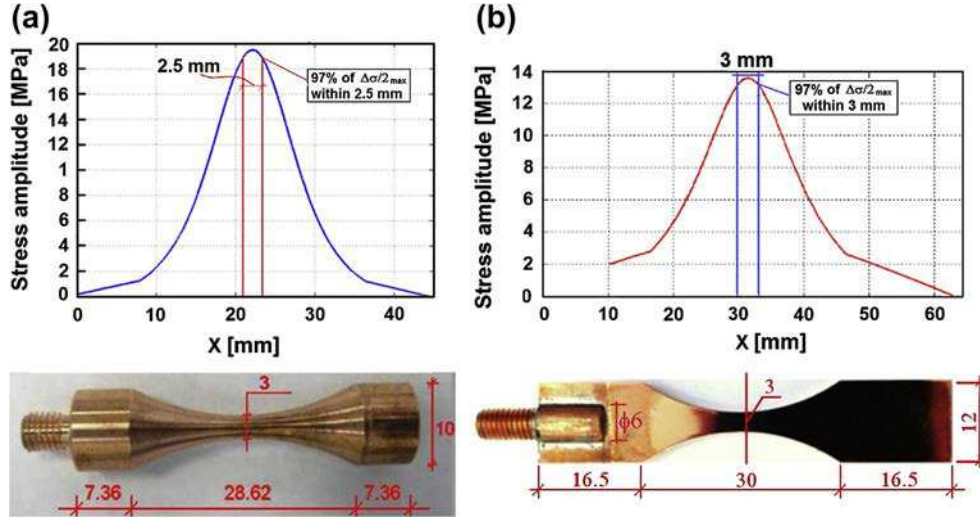 (a)
Stress amplitude [MPa]
20
18
16
14
12
1
18
16
4
2
0
2.5 mm
97% of Δσ/2max
within 2.5 mm
0 10 20 30 40
X [mm]
3
10
7.36 28.62 7.36
(b)
Stress amplitude [MPa]
14
12
10
8
6
4
2
0
3 mm
97% of Δσ/2max
within 3 mm
0 10 20 30 40 50 60
X [mm]
ϕ6
3
12
16.5 30 16.5